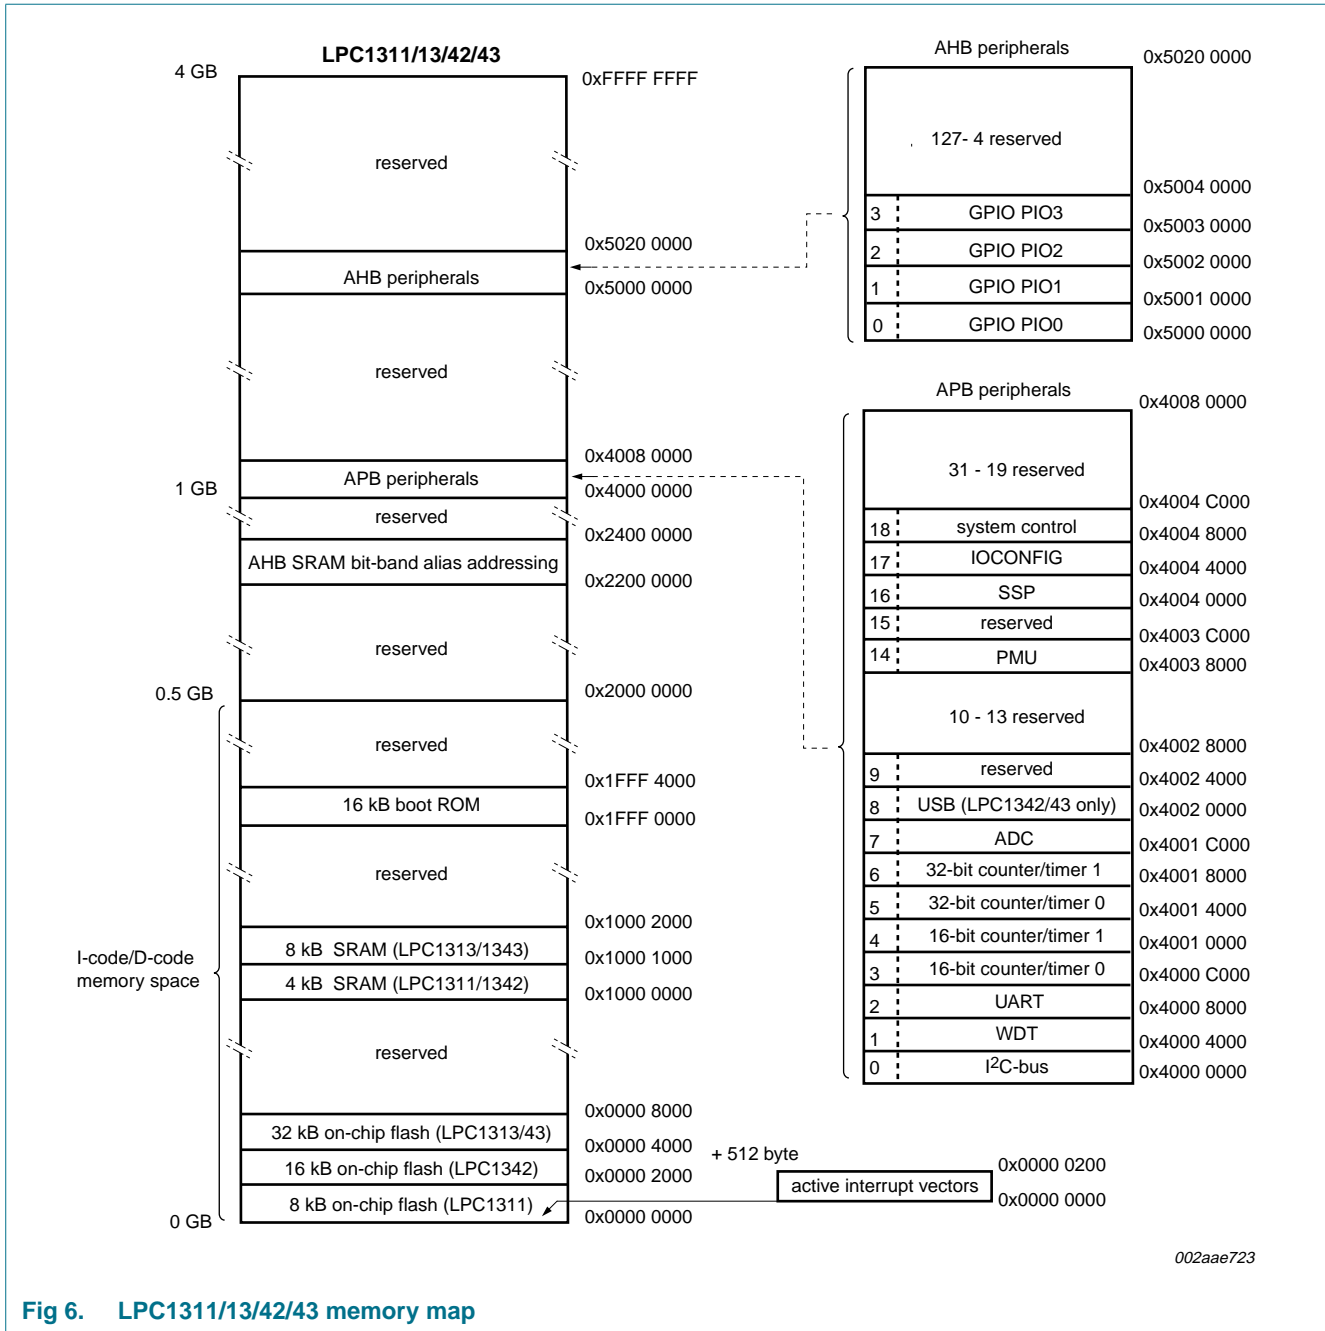 LPC1311/13/42/43
4 GB
0xFFFF FFFF
reserved
0x5020 0000
AHB peripherals
0x5000 0000
reserved
0x4008 0000
APB peripherals
1 GB
0x4000 0000
reserved
0x2400 0000
AHB SRAM bit-band alias addressing
0x2200 0000
reserved
0.5 GB
0x2000 0000
reserved
0x1FFF 4000
16 kB boot ROM
0x1FFF 0000
reserved
0x1000 2000
8 kB SRAM (LPC1313/1343)
0x1000 1000
4 kB SRAM (LPC1311/1342)
0x1000 0000
I-code/D-code
memory space
reserved
0x0000 8000
32 kB on-chip flash (LPC1313/43)
0x0000 4000
16 kB on-chip flash (LPC1342)
0x0000 2000
8 kB on-chip flash (LPC1311)
0x0000 0000
0 GB
AHB peripherals
0x5020 0000
127- 4 reserved
0x5004 0000
3 GPIO PIO3
0x5003 0000
2 GPIO PIO2
0x5002 0000
1 GPIO PIO1
0x5001 0000
0 GPIO PIO0
0x5000 0000
APB peripherals
0x4008 0000
31 - 19 reserved
0x4004 C000
18 system control
0x4004 8000
17 IOCONFIG
0x4004 4000
16 SSP
0x4004 0000
15 reserved
0x4003 C000
14 PMU
0x4003 8000
10 - 13 reserved
0x4002 8000
9 reserved
0x4002 4000
8 USB (LPC1342/43 only)
0x4002 0000
7 ADC
0x4001 C000
6 32-bit counter/timer 1
0x4001 8000
5 32-bit counter/timer 0
0x4001 4000
4 16-bit counter/timer 1
0x4001 0000
3 16-bit counter/timer 0
0x4000 C000
2 UART
0x4000 8000
1 WDT
0x4000 4000
0 I2C-bus
0x4000 0000
+ 512 byte
0x0000 0200
active interrupt vectors
0x0000 0000
002aae723
Fig 6. LPC1311/13/42/43 memory map